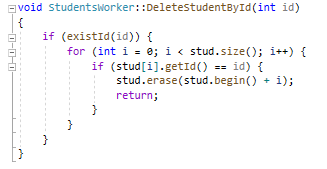 void StudentsWorker::DeleteStudentById(int id)
{
    if (existId(id)) {
        for (int i = 0; i < stud.size(); i++) {
            if (stud[i].getId() == id) {
                stud.erase(stud.begin() + i);
                return;
            }
        }
    }
}